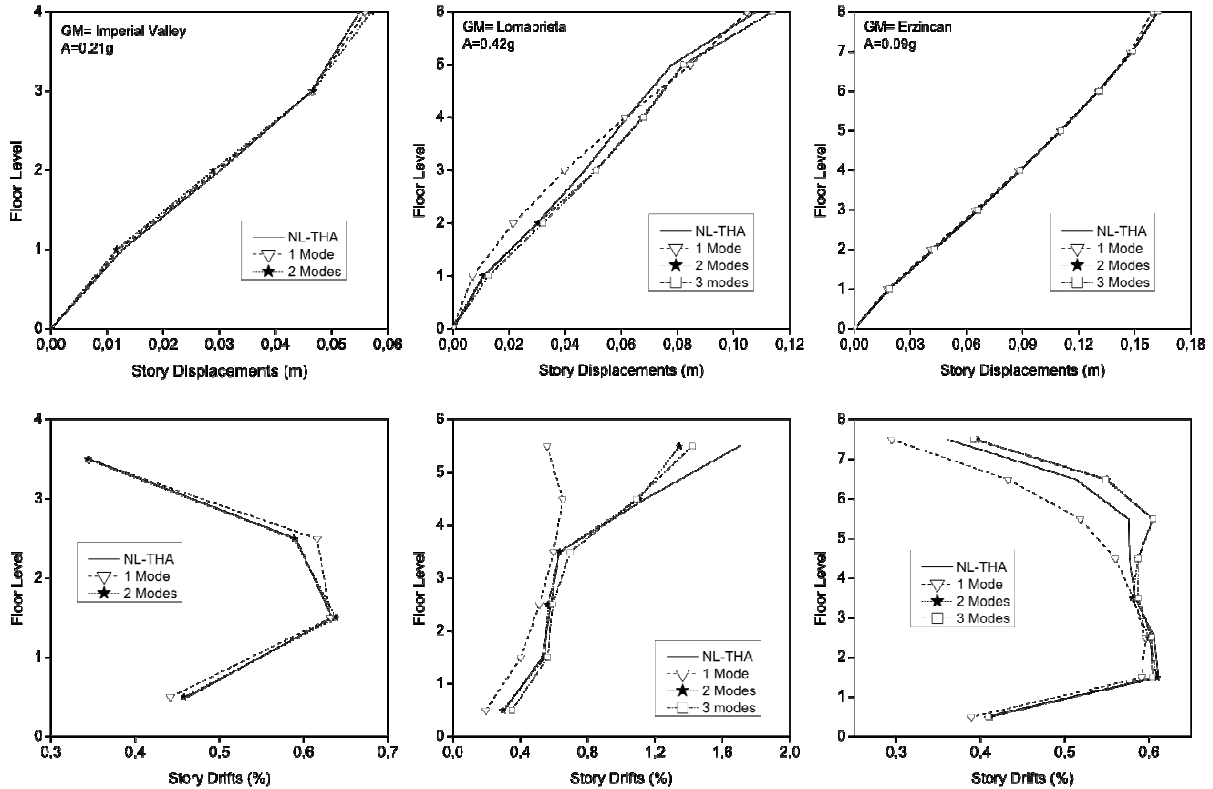 GM= Imperial Valley
A=0.21g
4
3
2
1
0
Floor Level
NL-THA
1 Mode
2 Modes
0,00 0,01 0,02 0,03 0,04 0,05 0,06
Story Displacements (m)
GM= Lomaprieta
A=0.42g
6
5
4
3
2
1
0
Floor Level
NL-THA
1 Mode
2 Modes
3 modes
0,00 0,02 0,04 0,06 0,08 0,10 0,12
Story Displacements (m)
GM= Erzincan
A=0.09g
8
7
6
5
4
3
2
1
0
Floor Level
NL-THA
1 Mode
2 Modes
3 Modes
0,00 0,03 0,06 0,09 0,12 0,15 0,18
Story Displacements (m)
4
3
2
1
0
Floor Level
NL-THA
1 Mode
2 Modes
0,3 0,4 0,5 0,6 0,7
Story Drifts (%)
6
5
4
3
2
1
0
Floor Level
NL-THA
1 Mode
2 Modes
3 modes
0,0 0,4 0,8 1,2 1,6 2,0
Story Drifts (%)
8
7
6
5
4
3
2
1
0
Floor Level
NL-THA
1 Mode
2 Modes
3 Modes
0,3 0,4 0,5 0,6
Story Drifts (%)